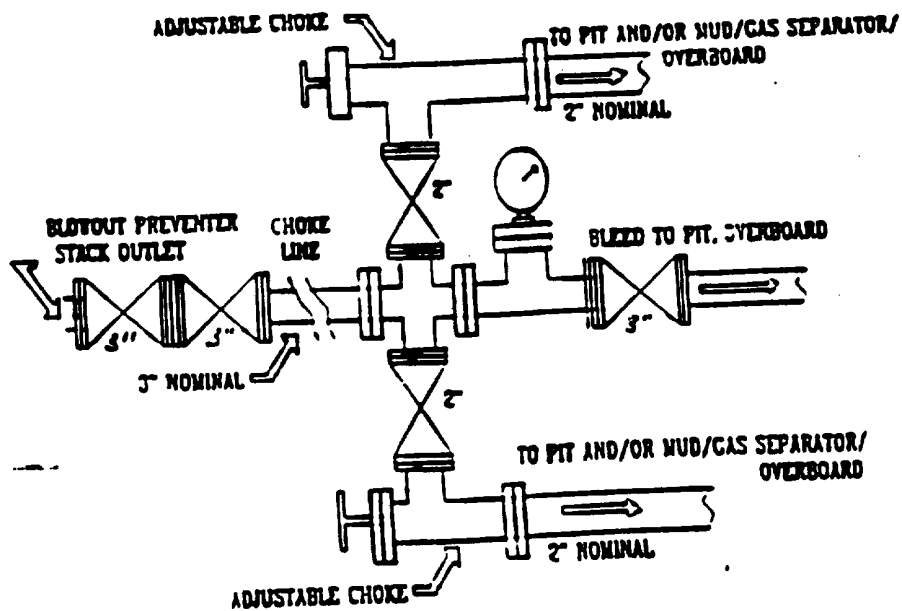 ADJUSTABLE CHOKE
TO PIT AND/OR MUD/GAS SEPARATOR/
OVERBOARD
2" NOMINAL
2"
BLOWOUT PREVENTER
STACK OUTLET
CHOKE
LINE
BLEED TO PIT, OVERBOARD
3"
3"
3"
3" NOMINAL
2"
TO PIT AND/OR MUD/GAS SEPARATOR/
OVERBOARD
2" NOMINAL
ADJUSTABLE CHOKE